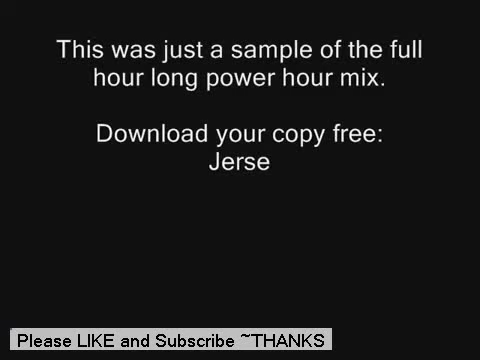 This was just a sample of the full
hour long power hour mix.
Download your copy free:
Jerse
Please LIKE and Subscribe ~THANKS